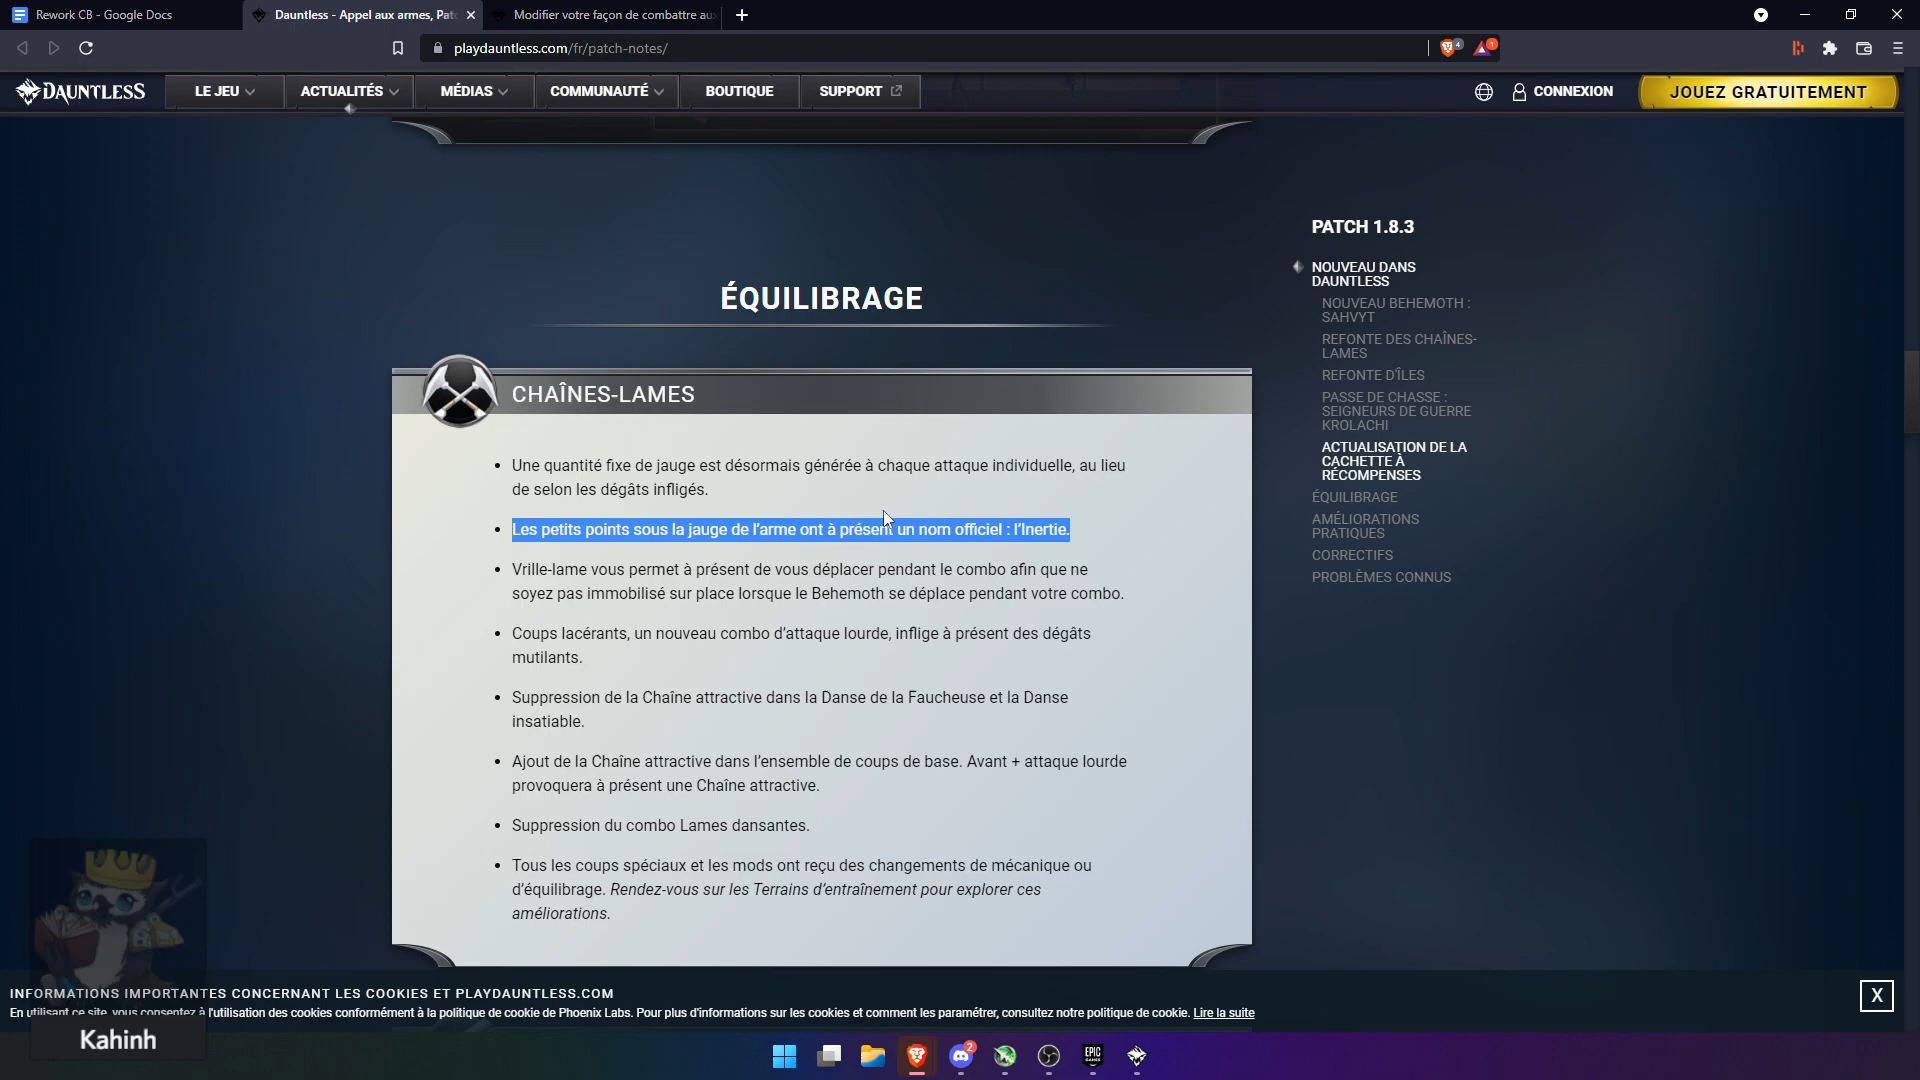 Rework CB - Google Docs
Dauntless - Appel aux armes, Pat
Modifier votre façon de combattre au
playdauntless.com/fr/patch-notes/
4
1
DAUNTLESS
LE JEU
ACTUALITÉS
MÉDIAS
COMMUNAUTÉ
BOUTIQUE
SUPPORT
CONNEXION
JOUEZ GRATUITEMENT
ÉQUILIBRAGE
CHAÎNES-LAMES
• Une quantité fixe de jauge est désormais générée à chaque attaque individuelle, au lieu
de selon les dégâts infligés.
• Les petits points sous la jauge de l'arme ont à présent un nom officiel : l'Inertie.
• Vrille-lame vous permet à présent de vous déplacer pendant le combo afin que ne
soyez pas immobilisé sur place lorsque le Behemoth se déplace pendant votre combo.
• Coups lacérants, un nouveau combo d'attaque lourde, inflige à présent des dégâts
mutilants.
• Suppression de la Chaîne attractive dans la Danse de la Faucheuse et la Danse
insatiable.
• Ajout de la Chaîne attractive dans l'ensemble de coups de base. Avant + attaque lourde
provoquera à présent une Chaîne attractive.
• Suppression du combo Lames dansantes.
• Tous les coups spéciaux et les mods ont reçu des changements de mécanique ou
d'équilibrage. Rendez-vous sur les Terrains d'entraînement pour explorer ces
améliorations.
PATCH 1.8.3
NOUVEAU DANS
DAUNTLESS
NOUVEAU BEHEMOTH :
SAHVYT
REFONTE DES CHAÎNES-
LAMES
REFONTE D'ÎLES
PASSE DE CHASSE :
SEIGNEURS DE GUERRE
KROLACHI
ACTUALISATION DE LA
CACHETTE À
RÉCOMPENSES
ÉQUILIBRAGE
AMÉLIORATIONS
PRATIQUES
CORRECTIFS
PROBLÈMES CONNUS
INFORMATIONS IMPORTANTES CONCERNANT LES COOKIES ET PLAYDAUNTLESS.COM
En utilisant ce site, vous consentez à l'utilisation des cookies conformément à la politique de cookie de Phoenix Labs. Pour plus d'informations sur les cookies et comment les paramétrer, consultez notre politique de cookie. Lire la suite
X
Kahinh
2
EPIC
GAMES